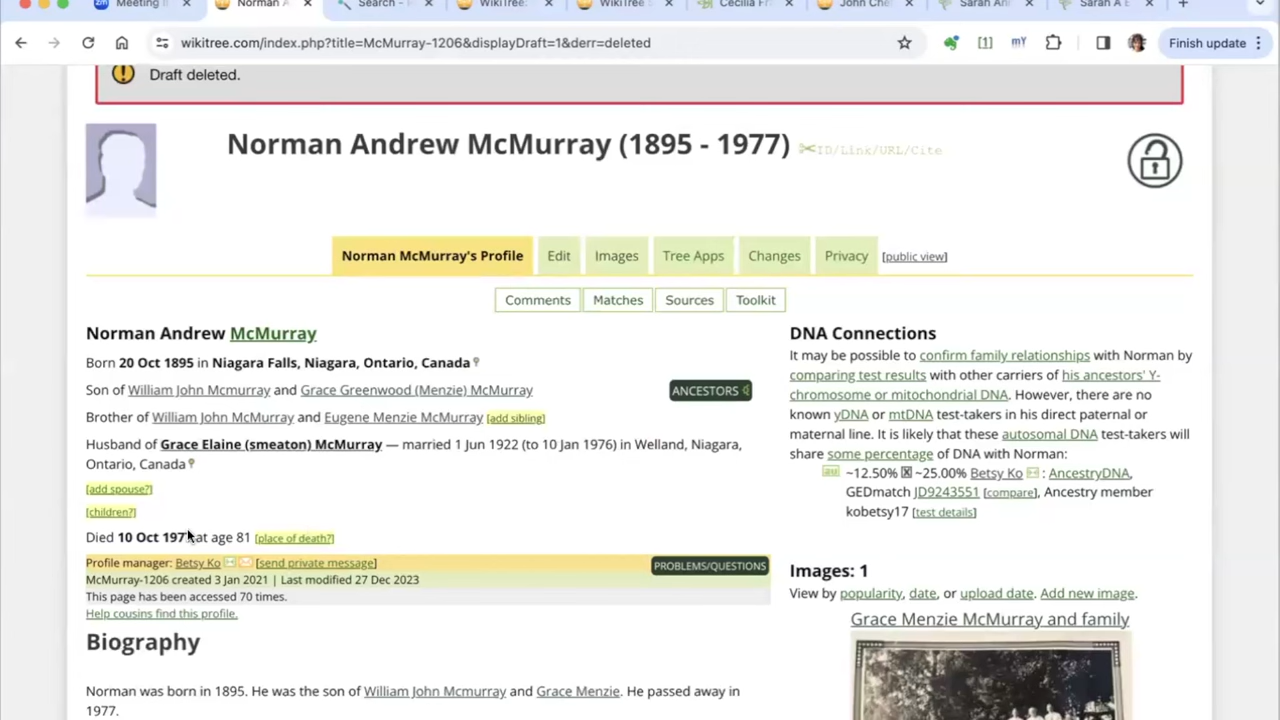 Meeting
Norman A
Search -
WikiTree:
WikiTree S
Cecilia Fr
John Che
Sarah Ann
Sarah A E
wikitree.com/index.php?title=McMurray-1206&displayDraft=1&derr=deleted
[1]
mY
Finish update
Draft deleted.
Norman Andrew McMurray (1895 - 1977) ID/Link/URL/Cite
Norman McMurray's Profile Edit Images Tree Apps Changes Privacy [public view]
Comments Matches Sources Toolkit
Norman Andrew McMurray
Born 20 Oct 1895 in Niagara Falls, Niagara, Ontario, Canada
Son of William John Mcmurray and Grace Greenwood (Menzie) McMurray
ANCESTORS
Brother of William John McMurray and Eugene Menzie McMurray [add sibling]
Husband of Grace Elaine (smeaton) McMurray — married 1 Jun 1922 (to 10 Jan 1976) in Welland, Niagara,
Ontario, Canada
[add spouse?]
[children?]
Died 10 Oct 197 at age 81 [place of death?]
Profile manager: Betsy Ko [send private message]
PROBLEMS/QUESTIONS
McMurray-1206 created 3 Jan 2021 | Last modified 27 Dec 2023
This page has been accessed 70 times.
Help cousins find this profile.
Biography
Norman was born in 1895. He was the son of William John Mcmurray and Grace Menzie. He passed away in
1977.
DNA Connections
It may be possible to confirm family relationships with Norman by
comparing test results with other carriers of his ancestors' Y-
chromosome or mitochondrial DNA. However, there are no
known yDNA or mtDNA test-takers in his direct paternal or
maternal line. It is likely that these autosomal DNA test-takers will
share some percentage of DNA with Norman:
au ~12.50% X ~25.00% Betsy Ko : AncestryDNA,
GEDmatch JD9243551 [compare], Ancestry member
kobetsy17 [test details]
Images: 1
View by popularity, date, or upload date. Add new image.
Grace Menzie McMurray and family